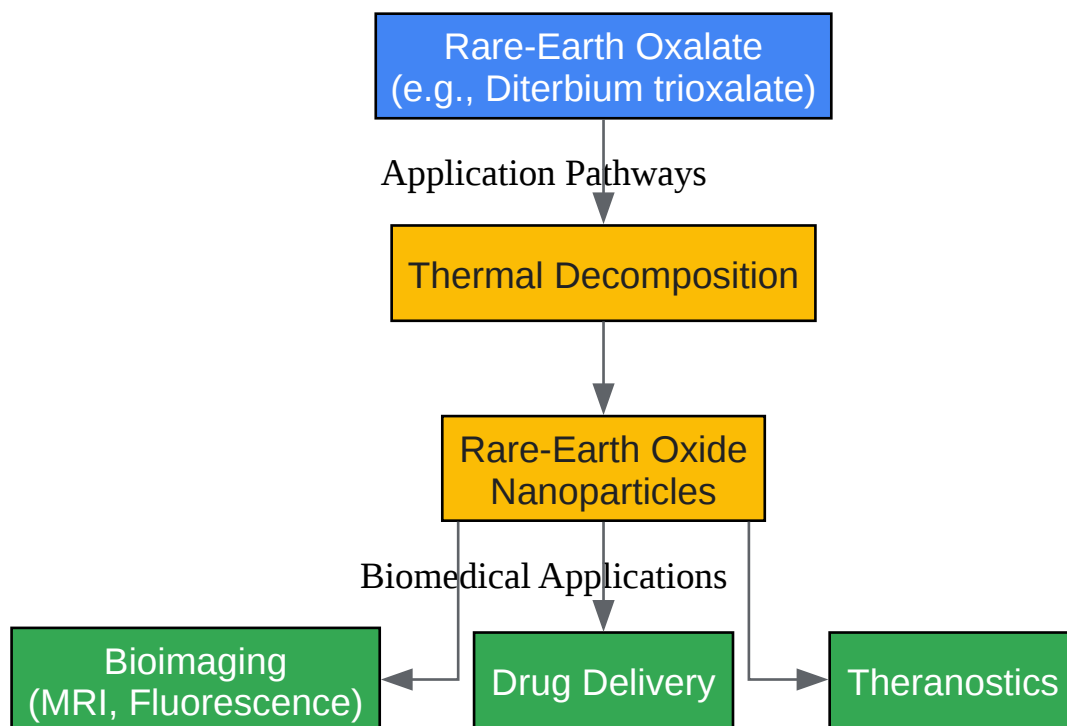 Rare-Earth Oxalate
(e.g., Diterbium trioxalate)
Application Pathways
Thermal Decomposition
Rare-Earth Oxide
Nanoparticles
Biomedical Applications
Bioimaging
(MRI, Fluorescence)
Drug Delivery
Theranostics